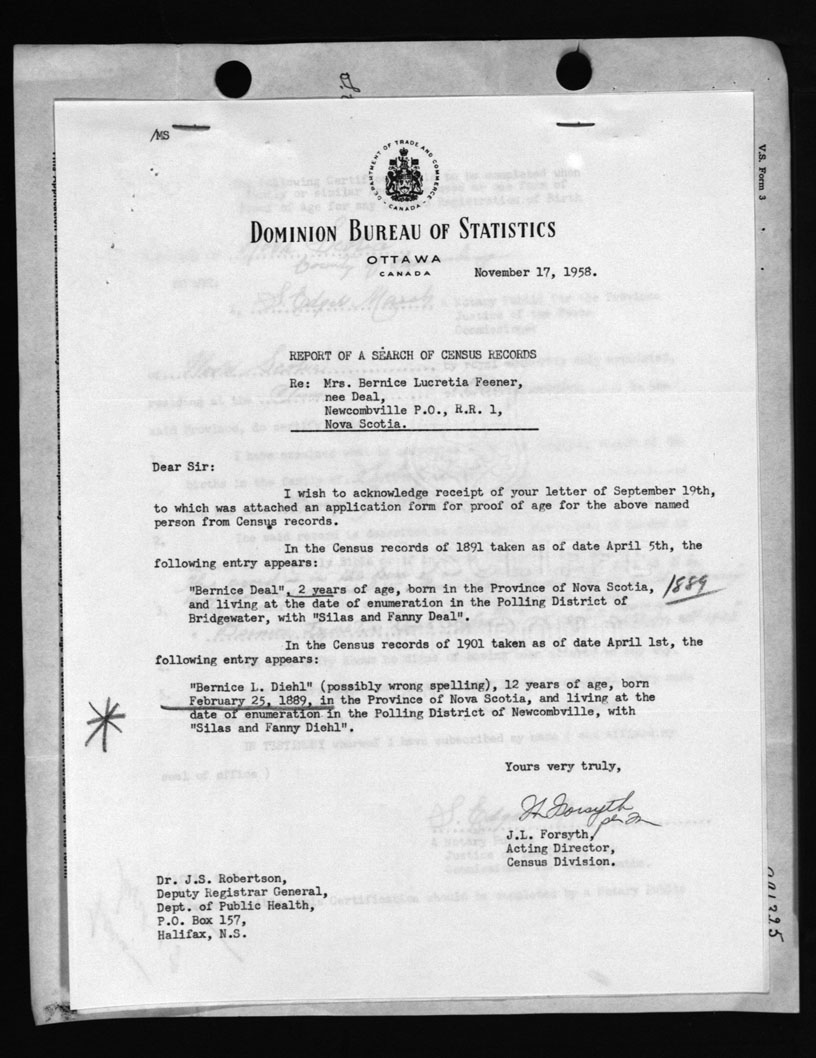 /MS
V.S. Form 3
DEPARTMENT OF TRADE AND COMMERCE
CANADA
DOMINION BUREAU OF STATISTICS
OTTAWA
CANADA
November 17, 1958.
REPORT OF A SEARCH OF CENSUS RECORDS
Re: Mrs. Bernice Lucretia Feener,
nee Deal,
Newcombville P.O., R.R. 1,
Nova Scotia.
Dear Sir:
I wish to acknowledge receipt of your letter of September 19th,
to which was attached an application form for proof of age for the above named
person from Census records.
In the Census records of 1891 taken as of date April 5th, the
following entry appears:
"Bernice Deal", 2 years of age, born in the Province of Nova Scotia, 1889
and living at the date of enumeration in the Polling District of
Bridgewater, with "Silas and Fanny Deal".
In the Census records of 1901 taken as of date April 1st, the
following entry appears:
"Bernice L. Diehl" (possibly wrong spelling), 12 years of age, born
February 25, 1889, in the Province of Nova Scotia, and living at the
date of enumeration in the Polling District of Newcombville, with
"Silas and Fanny Diehl".
Yours very truly,
J.L. Forsyth,
Acting Director,
Census Division.
Dr. J.S. Robertson,
Deputy Registrar General,
Dept. of Public Health,
P.O. Box 157,
Halifax, N.S.